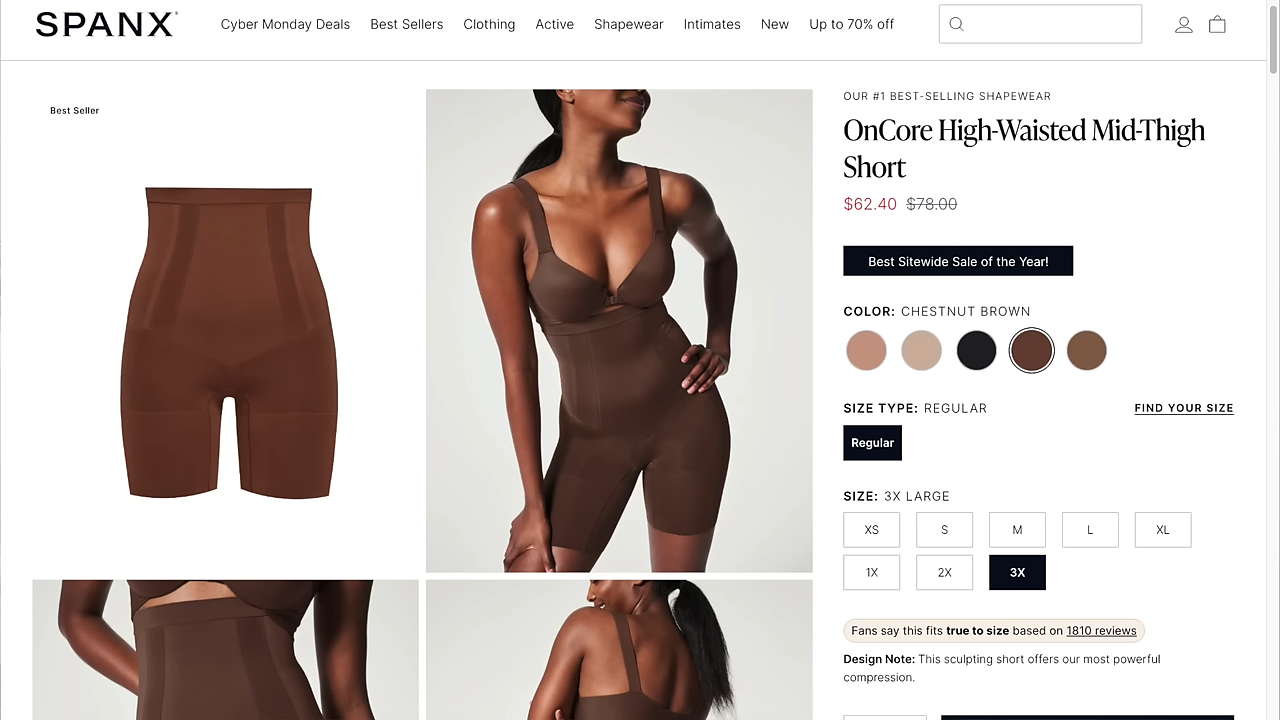 SPANX
Cyber Monday Deals
Best Sellers
Clothing
Active
Shapewear
Intimates
New
Up to 70% off
Best Seller
OUR #1 BEST-SELLING SHAPEWEAR
OnCore High-Waisted Mid-Thigh
Short
$62.40 $78.00
Best Sitewide Sale of the Year!
COLOR: CHESTNUT BROWN
SIZE TYPE: REGULAR
FIND YOUR SIZE
Regular
SIZE: 3X LARGE
XS
S
M
L
XL
1X
2X
3X
Fans say this fits true to size based on 1810 reviews
Design Note: This sculpting short offers our most powerful
compression.